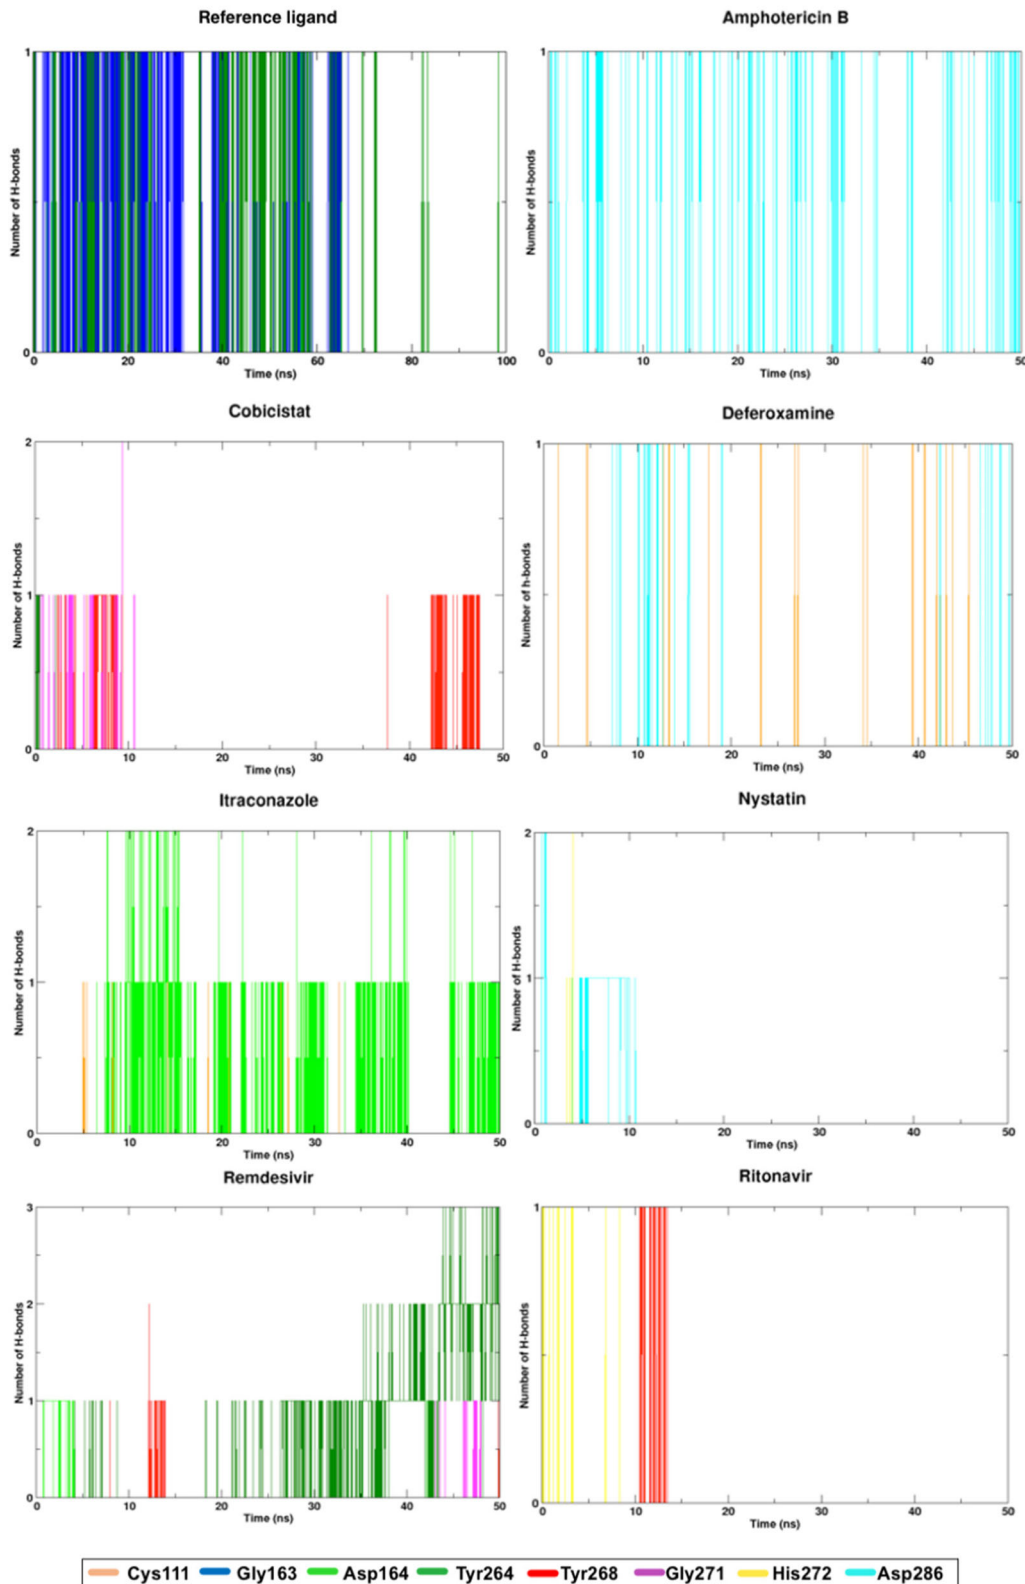 Reference ligand
Number of H-bonds
1
0
0 20 40 60 80 100
Time (ns)
Amphotericin B
Number of H-bonds
1
0
0 10 20 30 40 50
Time (ns)
Cobicistat
Number of H-bonds
2
1
0
0 10 20 30 40 50
Time (ns)
Deferoxamine
Number of h-bonds
1
0
0 10 20 30 40 50
Time (ns)
Itraconazole
Number of H-bonds
2
1
0
0 10 20 30 40 50
Time (ns)
Nystatin
Number of H-bonds
2
1
0
0 10 20 30 40 50
Time (ns)
Remdesivir
Number of H-bonds
3
2
1
0
0 10 20 30 40 50
Time (ns)
Ritonavir
Number of H-bonds
1
0
0 10 20 30 40 50
Time (ns)
Cys111 Gly163 Asp164 Tyr264 Tyr268 Gly271 His272 Asp286